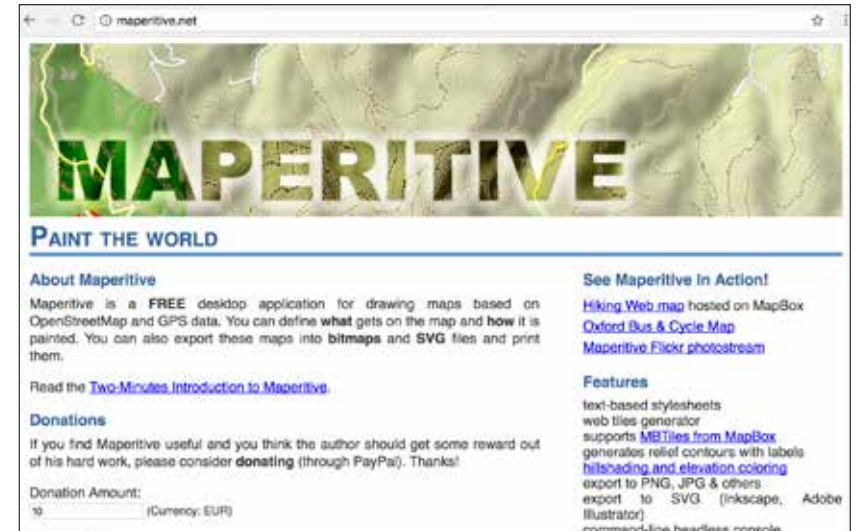 maperitive.net
MAPERITIVE
PAINT THE WORLD
About Maperitive
Maperitive is a FREE desktop application for drawing maps based on
OpenStreetMap and GPS data. You can define what gets on the map and how it is
painted. You can also export these maps into bitmaps and SVG files and print
them.
Read the Two-Minutes Introduction to Maperitive.
Donations
If you find Maperitive useful and you think the author should get some reward out
of his hard work, please consider donating (through PayPal). Thanks!
Donation Amount:
10 (Currency: EUR)
See Maperitive In Action!
Hiking Web map hosted on MapBox
Oxford Bus & Cycle Map
Maperitive Flickr photostream
Features
text-based stylesheets
web tiles generator
supports MBTiles from MapBox
generates relief contours with labels
hillshading and elevation coloring
export to PNG, JPG & others
export to SVG (Inkscape, Adobe
Illustrator)
command-line headless console